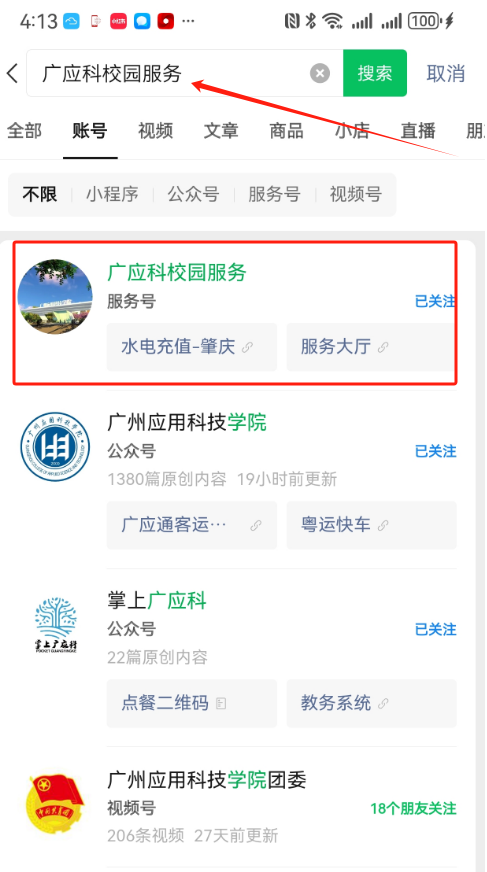 4:13
100
广应科校园服务
搜索 取消
全部 账号 视频 文章 商品 小店 直播
不限 小程序 公众号 服务号 视频号
广应科校园服务
服务号 已关注
水电充值-肇庆 服务大厅
广州应用科技学院
公众号 已关注
1380篇原创内容 19小时前更新
广应通客运… 粤运快车
掌上广应科
公众号 已关注
22篇原创内容
点餐二维码 教务系统
掌上广应科
广州应用科技学院团委
视频号 18个朋友关注
206条视频 27天前更新